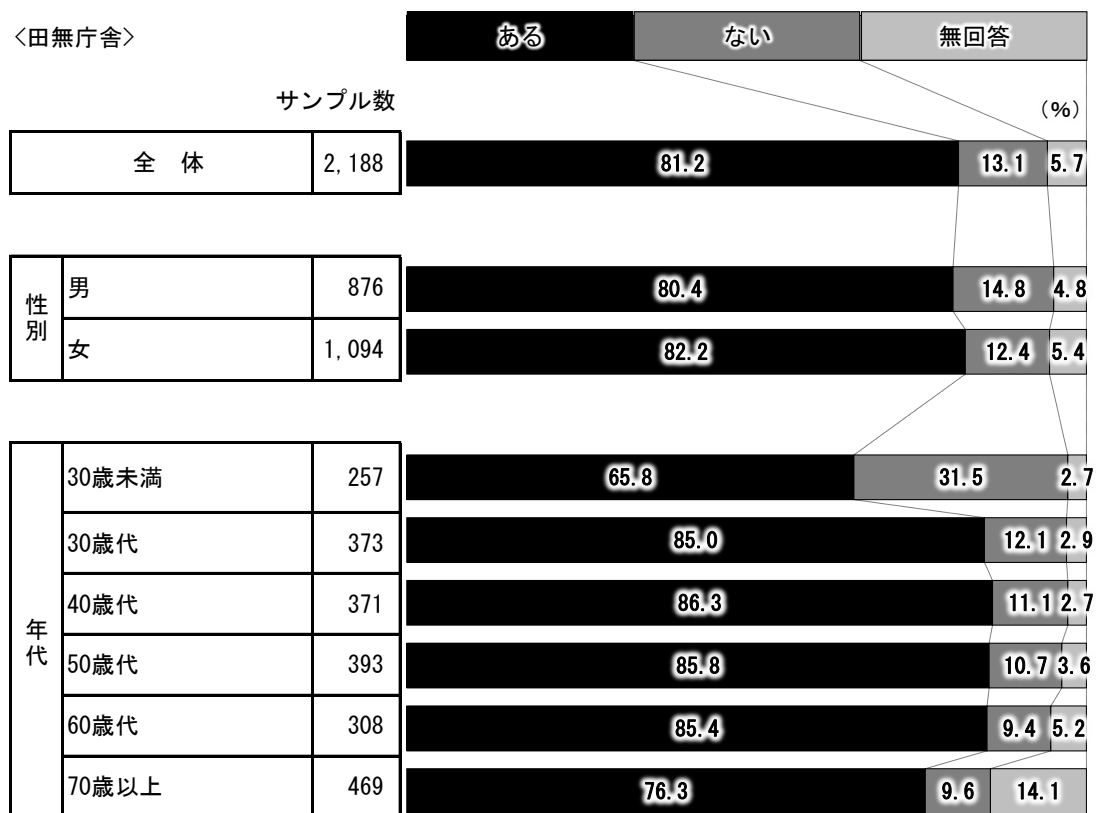 〈田無庁舎〉 ある ない 無回答
サンプル数 (%)
全 体 2,188 81.2 13.1 5.7
性別
男 876 80.4 14.8 4.8
女 1,094 82.2 12.4 5.4
年代
30歳未満 257 65.8 31.5 2.7
30歳代 373 85.0 12.1 2.9
40歳代 371 86.3 11.1 2.7
50歳代 393 85.8 10.7 3.6
60歳代 308 85.4 9.4 5.2
70歳以上 469 76.3 9.6 14.1